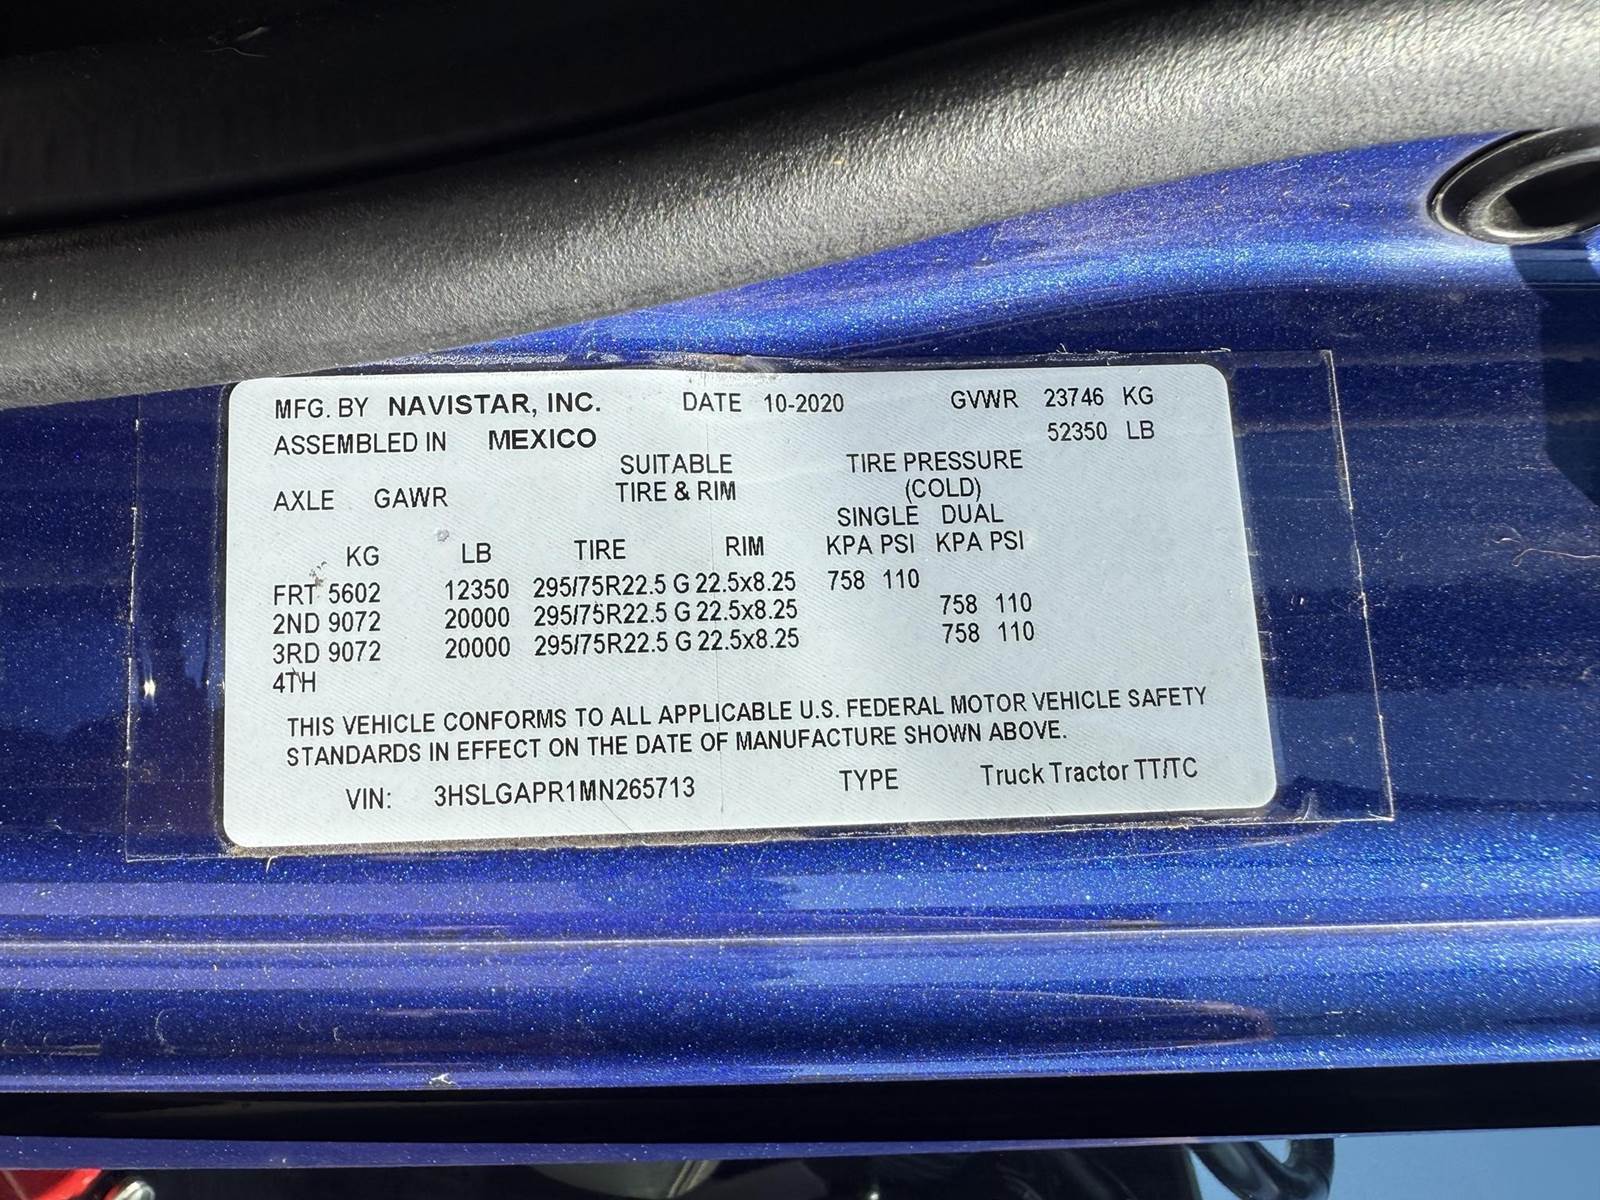 MFG. BY NAVISTAR, INC. DATE 10-2020 GVWR 23746 KG
ASSEMBLED IN MEXICO 52350 LB
SUITABLE TIRE PRESSURE
AXLE GAWR TIRE & RIM (COLD)
SINGLE DUAL
KG LB TIRE RIM KPA PSI KPA PSI
FRT 5602 12350 295/75R22.5 G 22.5x8.25 758 110
2ND 9072 20000 295/75R22.5 G 22.5x8.25 758 110
3RD 9072 20000 295/75R22.5 G 22.5x8.25 758 110
4TH
THIS VEHICLE CONFORMS TO ALL APPLICABLE U.S. FEDERAL MOTOR VEHICLE SAFETY
STANDARDS IN EFFECT ON THE DATE OF MANUFACTURE SHOWN ABOVE.
VIN: 3HSLGAPR1MN265713 TYPE Truck Tractor TT/TC